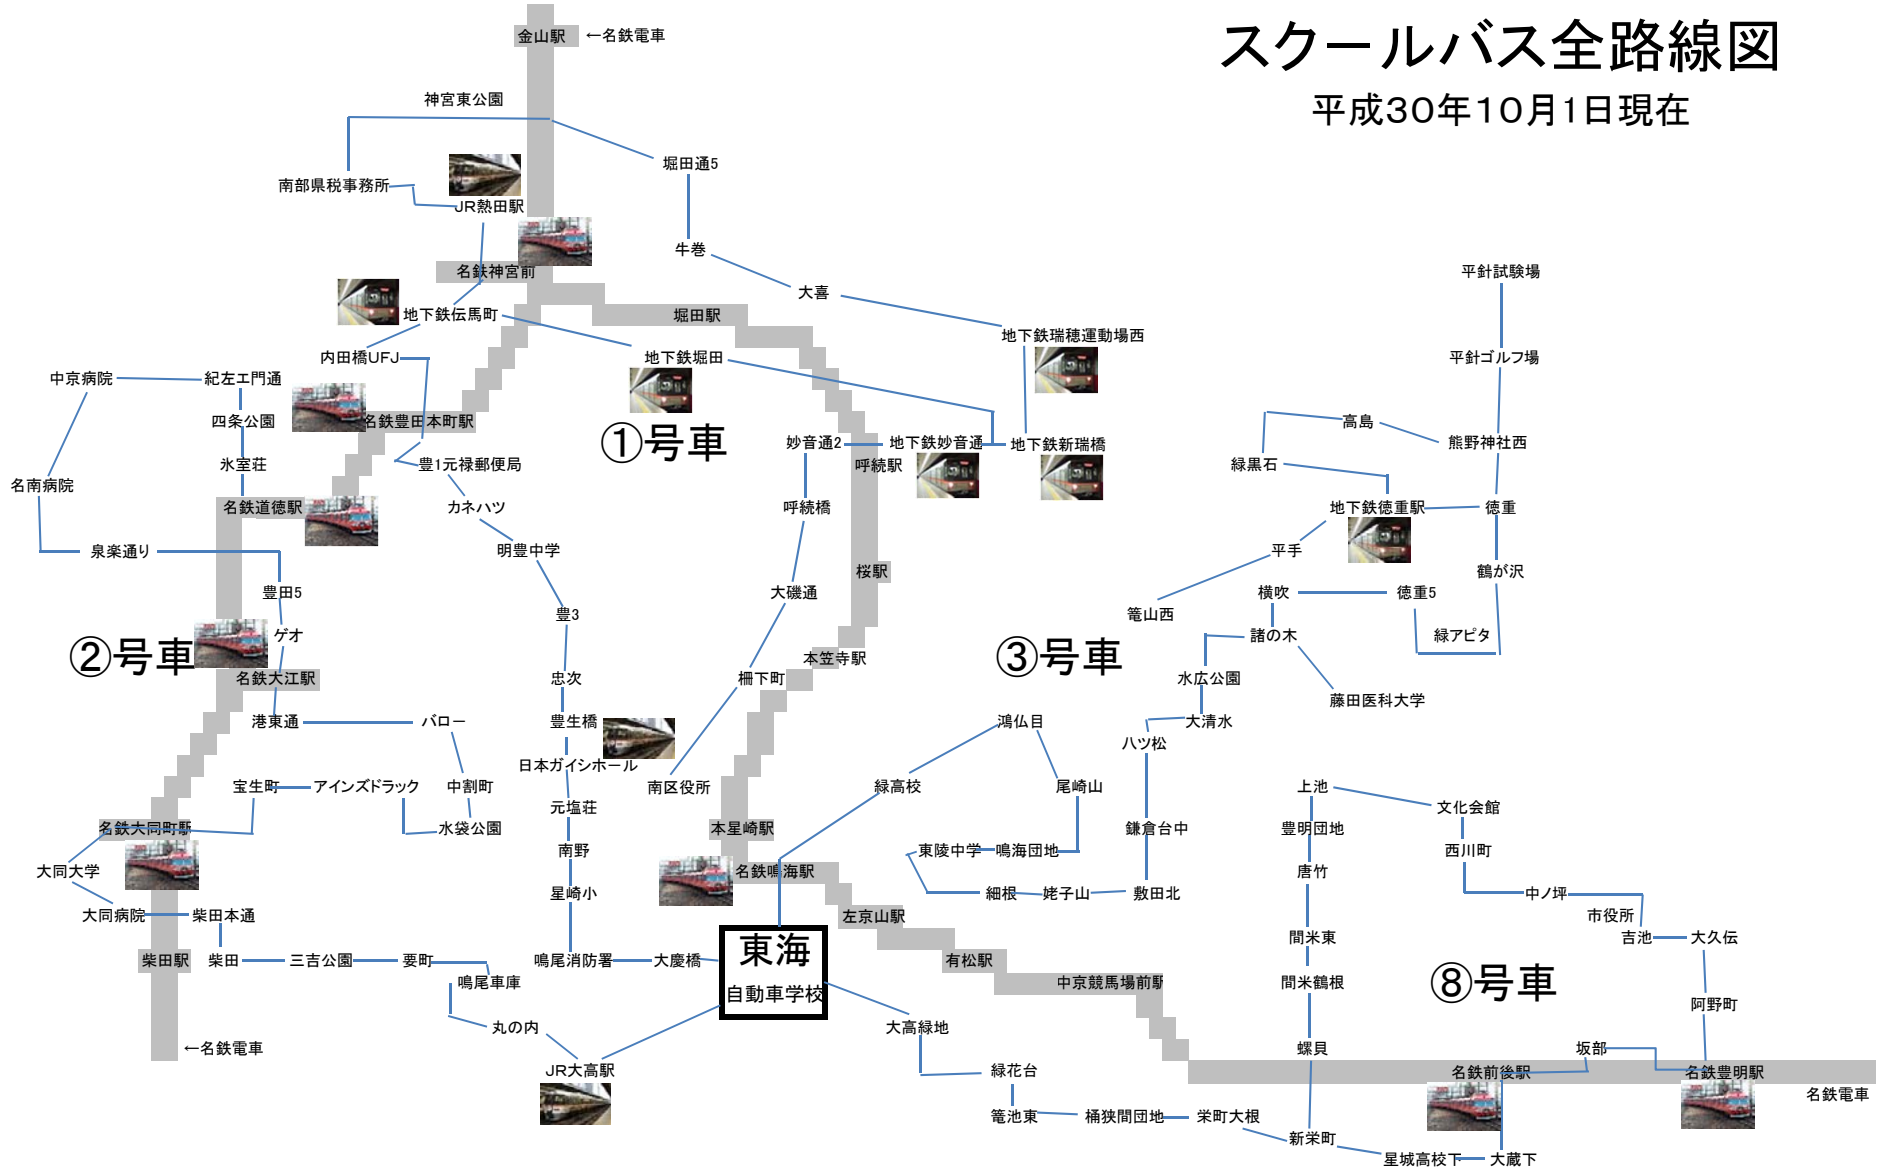 スクールバス全路線図
平成30年10月1日現在
金山駅
←名鉄電車
神宮東公園
堀田通5
南部県税事務所
JR熱田駅
牛巻
名鉄神宮前
大喜
平針試験場
地下鉄伝馬町
堀田駅
地下鉄瑞穂運動場西
内田橋UFJ
地下鉄堀田
平針ゴルフ場
中京病院
紀左エ門通
四条公園
名鉄豊田本町駅
高島
①号車
妙音通2
地下鉄妙音通
地下鉄新瑞橋
熊野神社西
氷室荘
豊1元禄郵便局
呼続駅
緑黒石
名南病院
名鉄道徳駅
カネハツ
呼続橋
地下鉄徳重駅
徳重
泉楽通り
明豊中学
平手
桜駅
鶴が沢
豊田5
大磯通
横吹
徳重5
豊3
篭山西
ゲオ
諸の木
緑アピタ
②号車
③号車
本笠寺駅
名鉄大江駅
忠次
柵下町
水広公園
藤田医科大学
港東通
バロー
豊生橋
鴻仏目
大清水
八ツ松
日本ガイシホール
宝生町
アインズドラック
中割町
南区役所
緑高校
尾崎山
上池
元塩荘
文化会館
名鉄大同町駅
水袋公園
本星崎駅
鎌倉台中
豊明団地
南野
東陵中学
鳴海団地
西川町
大同大学
名鉄鳴海駅
唐竹
星崎小
細根
姥子山
敷田北
中ノ坪
大同病院
柴田本通
左京山駅
市役所
間米東
吉池
大久伝
柴田駅
柴田
三吉公園
要町
鳴尾消防署
大慶橋
東海
自動車学校
有松駅
鳴尾車庫
中京競馬場前駅
間米鶴根
⑧号車
阿野町
丸の内
大高緑地
←名鉄電車
螺貝
坂部
JR大高駅
緑花台
名鉄前後駅
名鉄豊明駅
名鉄電車
篭池東
桶狭間団地
栄町大根
新栄町
星城高校下
大蔵下